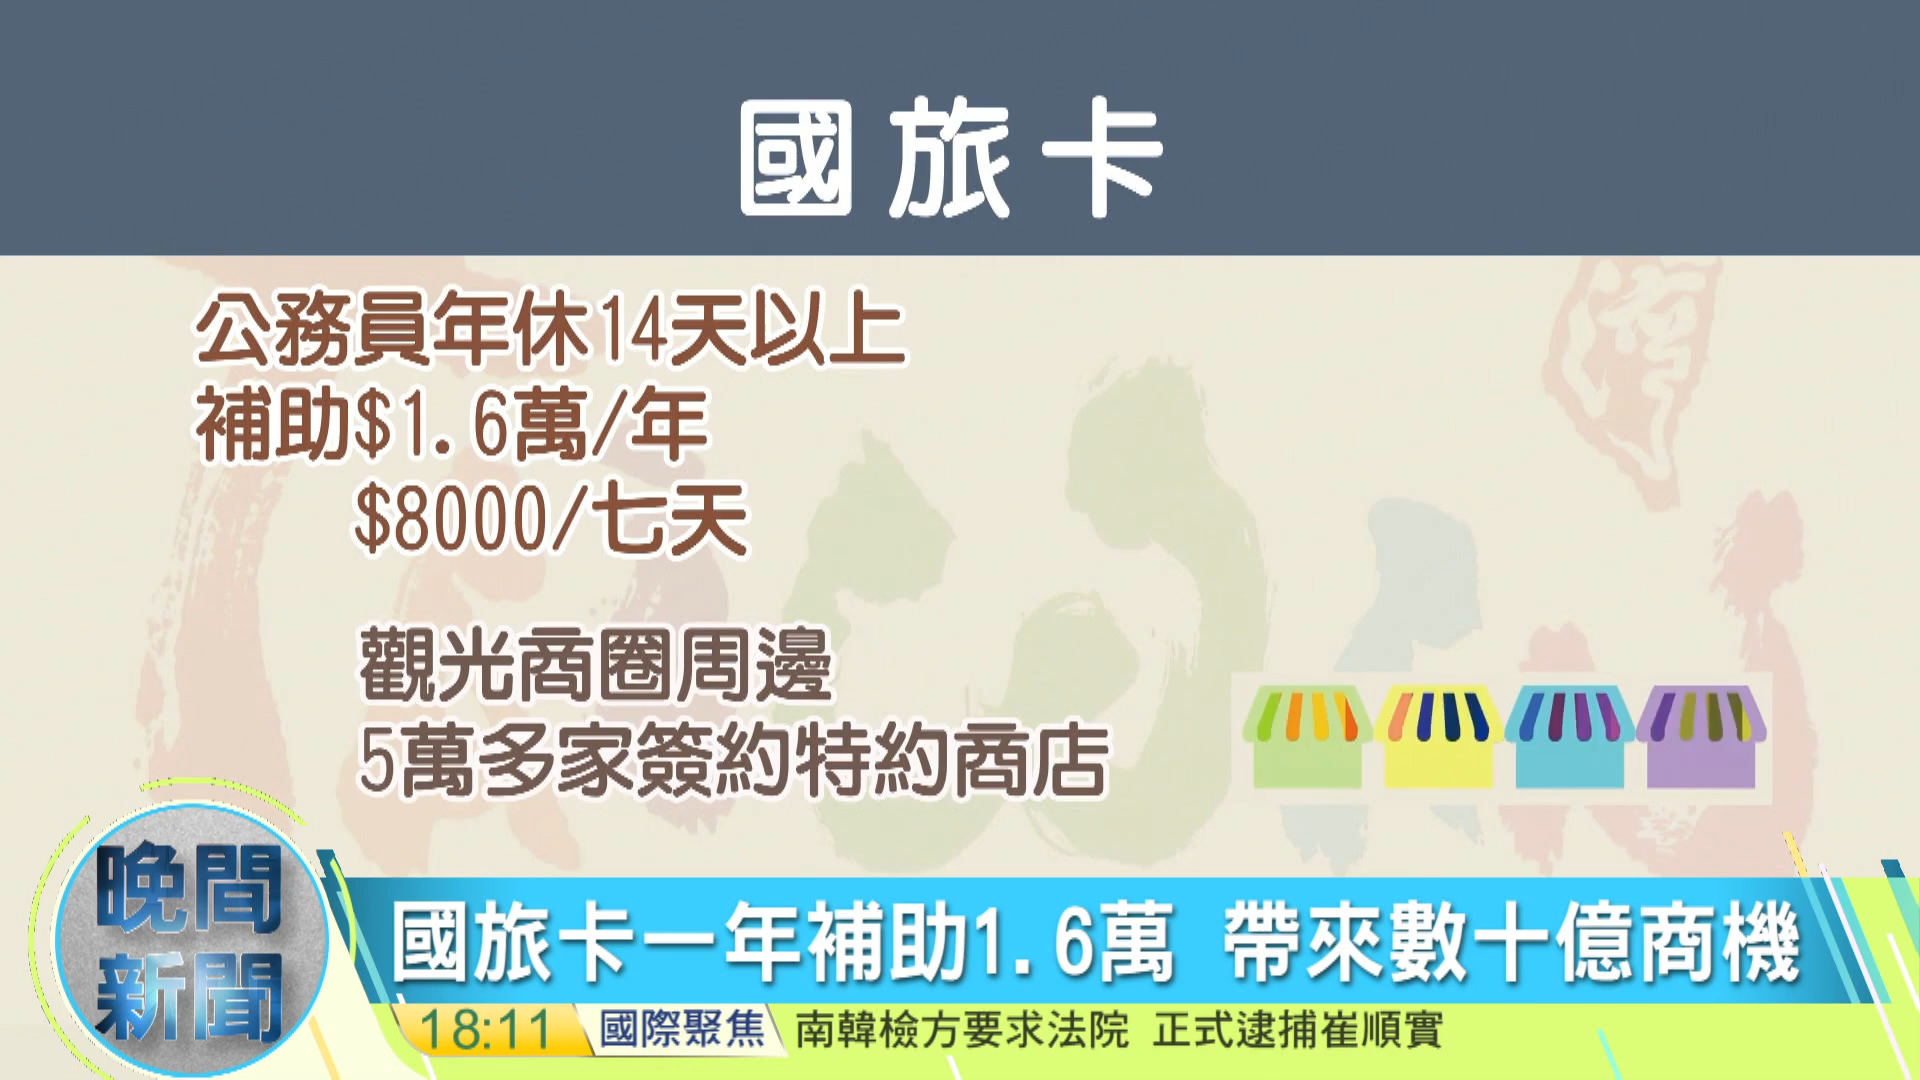 國旅卡
公務員年休14天以上
補助$1.6萬/年
$8000/七天
觀光商圈周邊
5萬多家簽約特約商店
晚間
新聞
國旅卡一年補助1.6萬 帶來數十億商機
18:11 國際聚焦 南韓檢方要求法院 正式逮捕崔順實